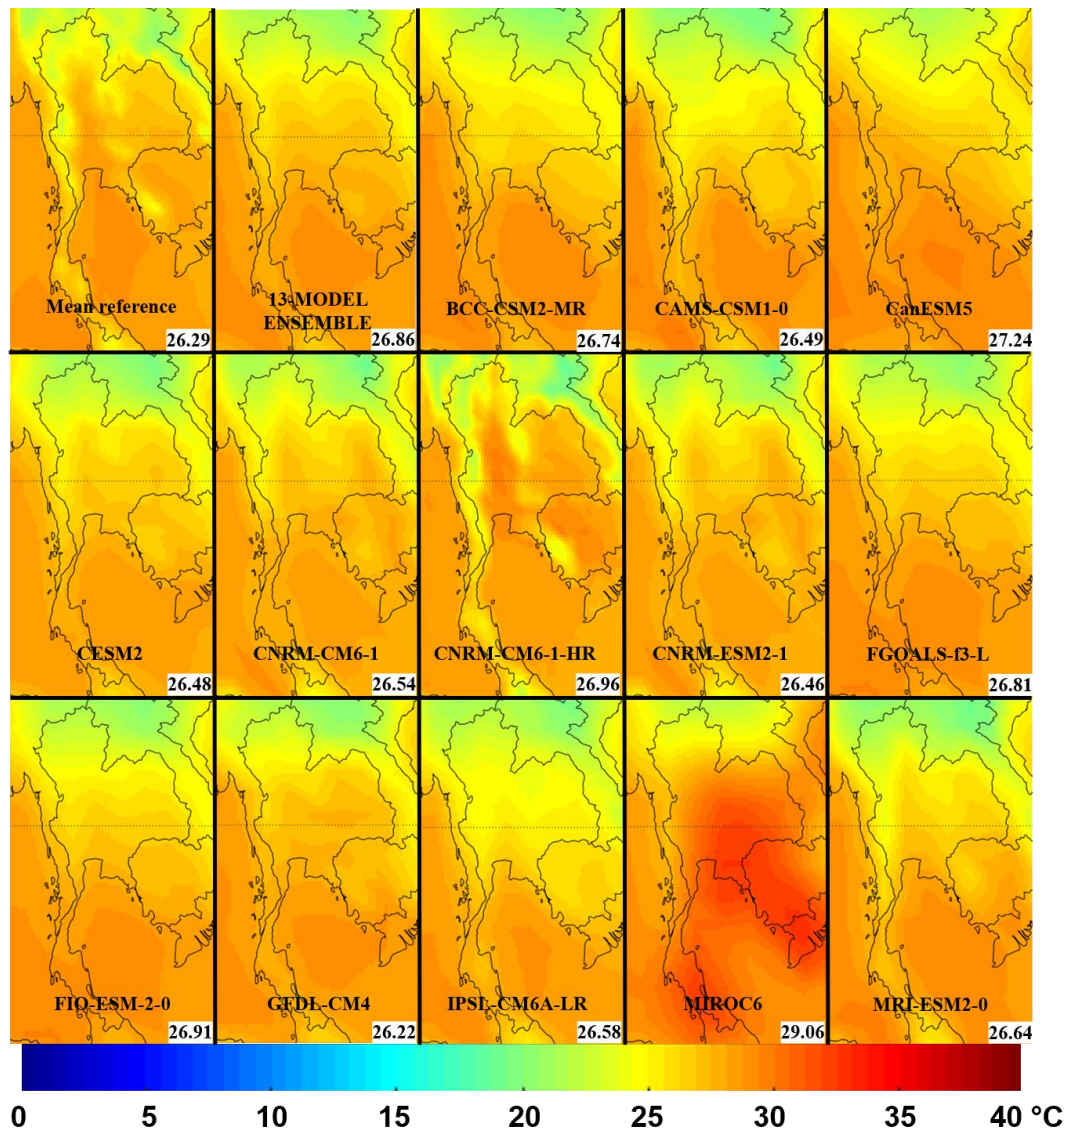 Mean reference
26.29
13-MODEL
ENSEMBLE
26.86
BCC-CSM2-MR
26.74
CAMS-CSM1-0
26.49
CanESM5
27.24
CESM2
26.48
CNRM-CM6-1
26.54
CNRM-CM6-1-HR
26.96
CNRM-ESM2-1
26.46
FGOALS-f3-L
26.81
FIO-ESM-2-0
26.91
GFDL-CM4
26.22
IPSL-CM6A-LR
26.58
MIROC6
29.06
MRI-ESM2-0
26.64
0 5 10 15 20 25 30 35 40 °C